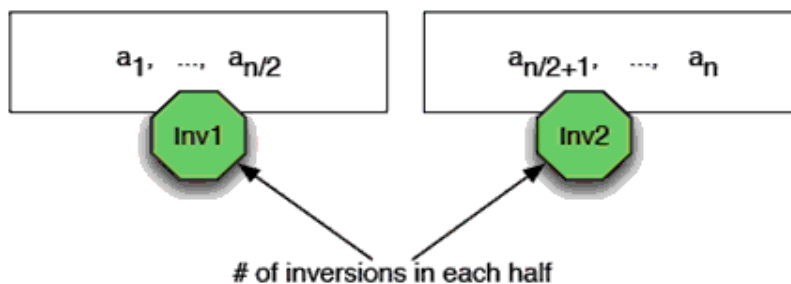 a1, ..., an/2 an/2+1, ..., an
Inv1 Inv2
# of inversions in each half